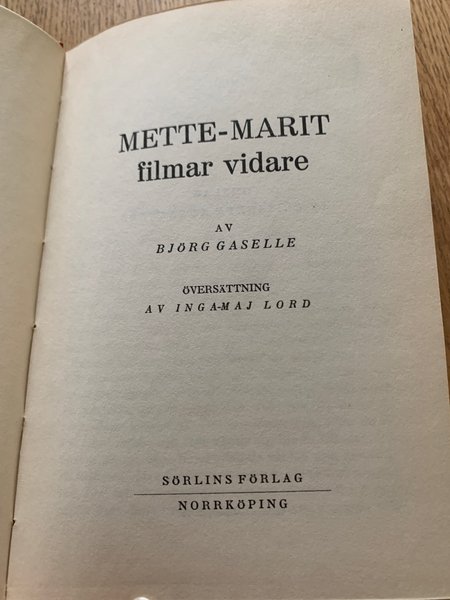 METTE-MARIT
filmar vidare
AV
BJÖRG GASELLE
ÖVERSÄTTNING
AV INGA-MAJ LORD
SÖRLINS FÖRLAG
NORRKÖPING